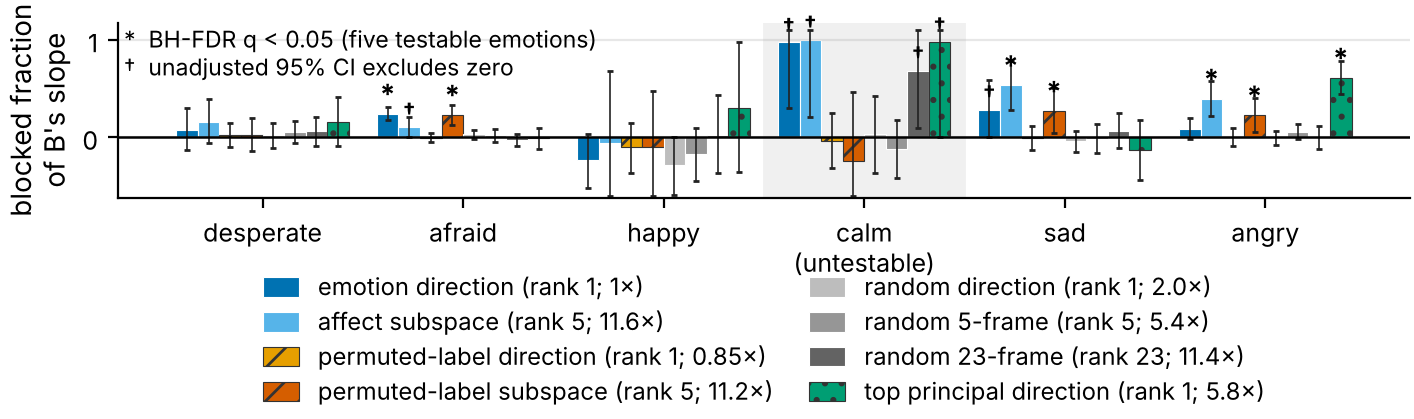 blocked fraction
of B's slope
1
0
* BH-FDR q < 0.05 (five testable emotions)
† unadjusted 95% CI excludes zero
* † * † † † † † * * * * *
desperate afraid happy calm sad angry
(untestable)
emotion direction (rank 1; 1×)
affect subspace (rank 5; 11.6×)
permuted-label direction (rank 1; 0.85×)
permuted-label subspace (rank 5; 11.2×)
random direction (rank 1; 2.0×)
random 5-frame (rank 5; 5.4×)
random 23-frame (rank 23; 11.4×)
top principal direction (rank 1; 5.8×)